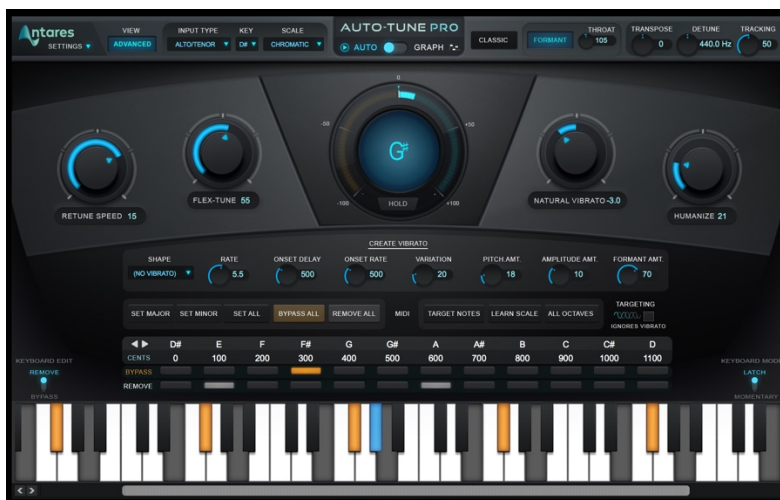 Antares
SETTINGS
VIEW
ADVANCED
INPUT TYPE KEY SCALE
ALTO/TENOR D# CHROMATIC
AUTO-TUNE PRO
AUTO GRAPH
CLASSIC
FORMANT
THROAT
105
TRANSPOSE DETUNE TRACKING
0 440.0 Hz 50
0
-50 +50
G#
-100 HOLD +100
RETUNE SPEED 15
FLEX-TUNE 55
NATURAL VIBRATO -3.0
HUMANIZE 21
CREATE VIBRATO
SHAPE RATE ONSET DELAY ONSET RATE VARIATION PITCH AMT. AMPLITUDE AMT. FORMANT AMT.
(NO VIBRATO) 5.5 500 500 20 18 10 70
SET MAJOR SET MINOR SET ALL BYPASS ALL REMOVE ALL MIDI TARGET NOTES LEARN SCALE ALL OCTAVES
TARGETING
IGNORES VIBRATO
D# E F F# G G# A A# B C C# D
CENTS 0 100 200 300 400 500 600 700 800 900 1000 1100
BYPASS
REMOVE
KEYBOARD EDIT
REMOVE
BYPASS
KEYBOARD MODE
LATCH
MOMENTARY